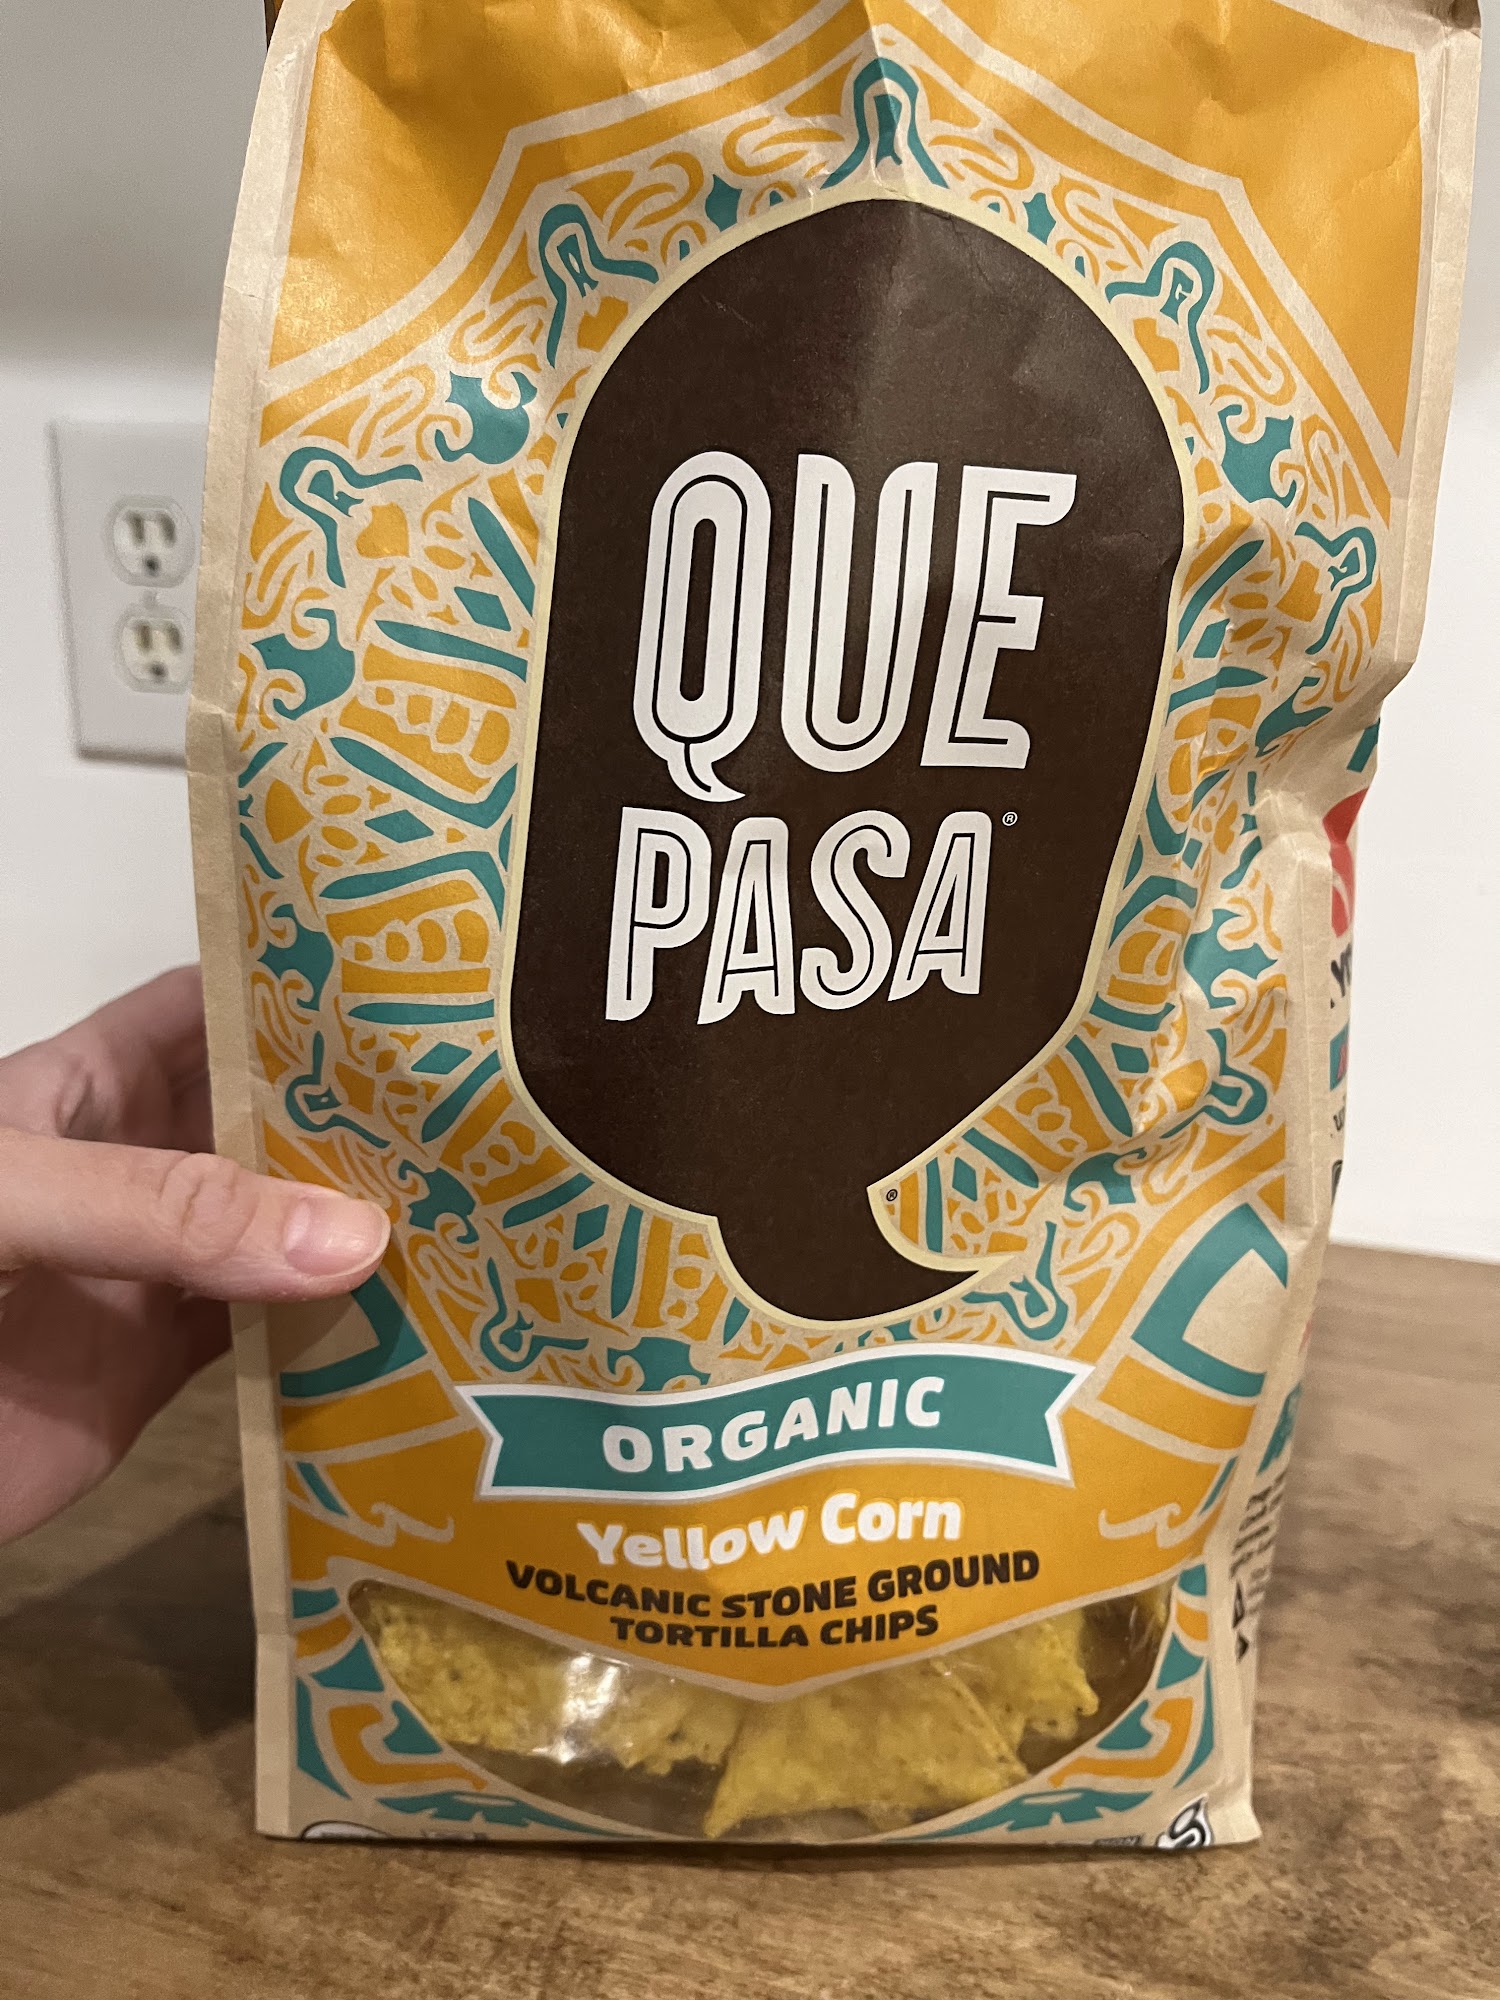 QUE
PASA®
®
ORGANIC
Yellow Corn
VOLCANIC STONE GROUND
TORTILLA CHIPS